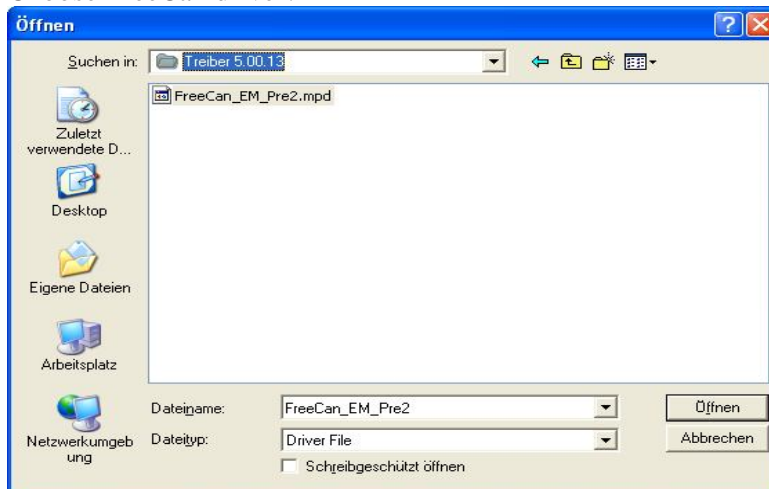 Öffnen
Suchen in:
Treiber 5.00.13
FreeCan_EM_Pre2.mpd
Zuletzt
verwendete D...
Desktop
Eigene Dateien
Arbeitsplatz
Netzwerkumgeb
ung
Dateiname:
FreeCan_EM_Pre2
Öffnen
Dateityp:
Driver File
Abbrechen
Schreibgeschützt öffnen